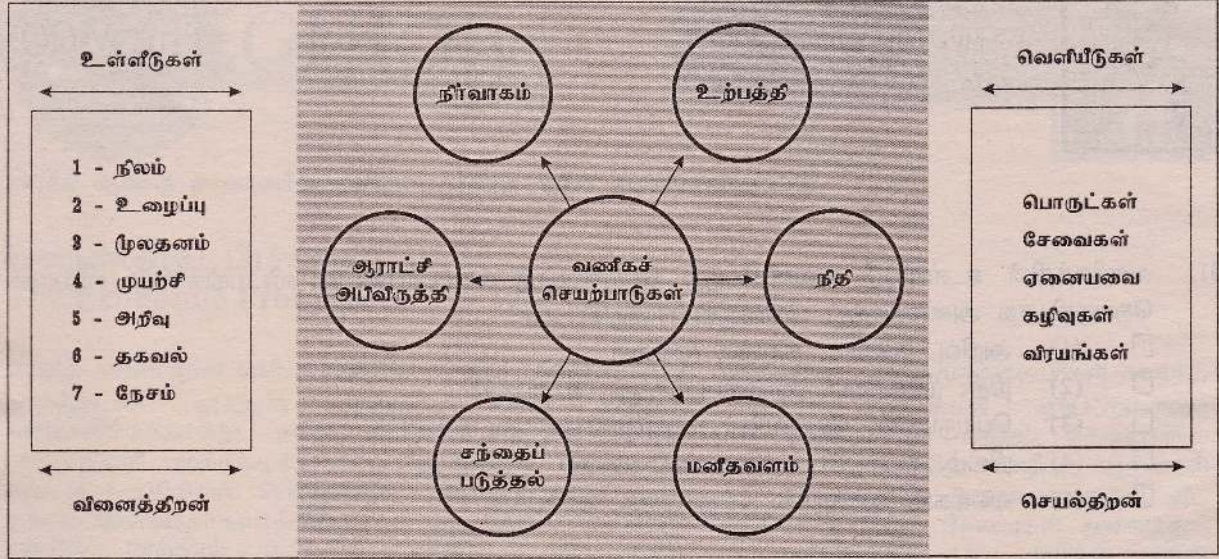 உள்ளீடுகள்
1 - நிலம்
2 - உழைப்பு
3 - மூலதனம்
4 - முயற்சி
5 - அறிவு
6 - தகவல்
7 - நேசம்
வினைத்திறன்
நிர்வாகம்
உற்பத்தி
ஆராட்சி
அபிவிருத்தி
வணிகச்
செயற்பாடுகள்
நிதி
சந்தைப்
படுத்தல்
மனிதவளம்
வெளியீடுகள்
பொருட்கள்
சேவைகள்
ஏனையவை
கழிவுகள்
விரயங்கள்
செயல்திறன்